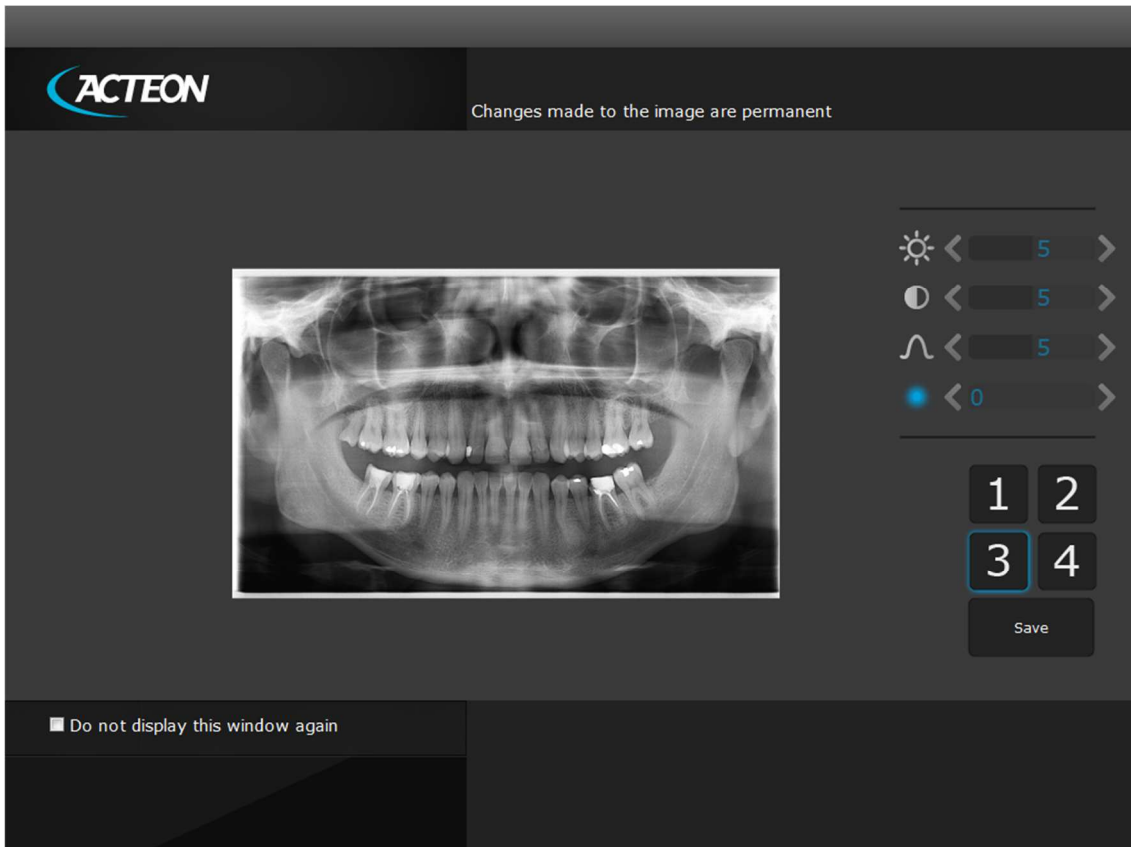 ACTEON
Changes made to the image are permanent
5
5
5
0
1 2
3 4
Save
Do not display this window again